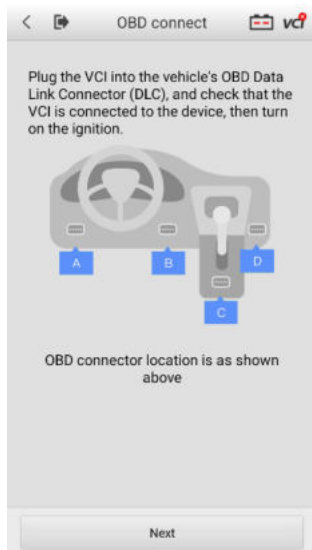 OBD connect
vci
Plug the VCI into the vehicle's OBD Data
Link Connector (DLC), and check that the
VCI is connected to the device, then turn
on the ignition.
A
B
D
C
OBD connector location is as shown
above
Next